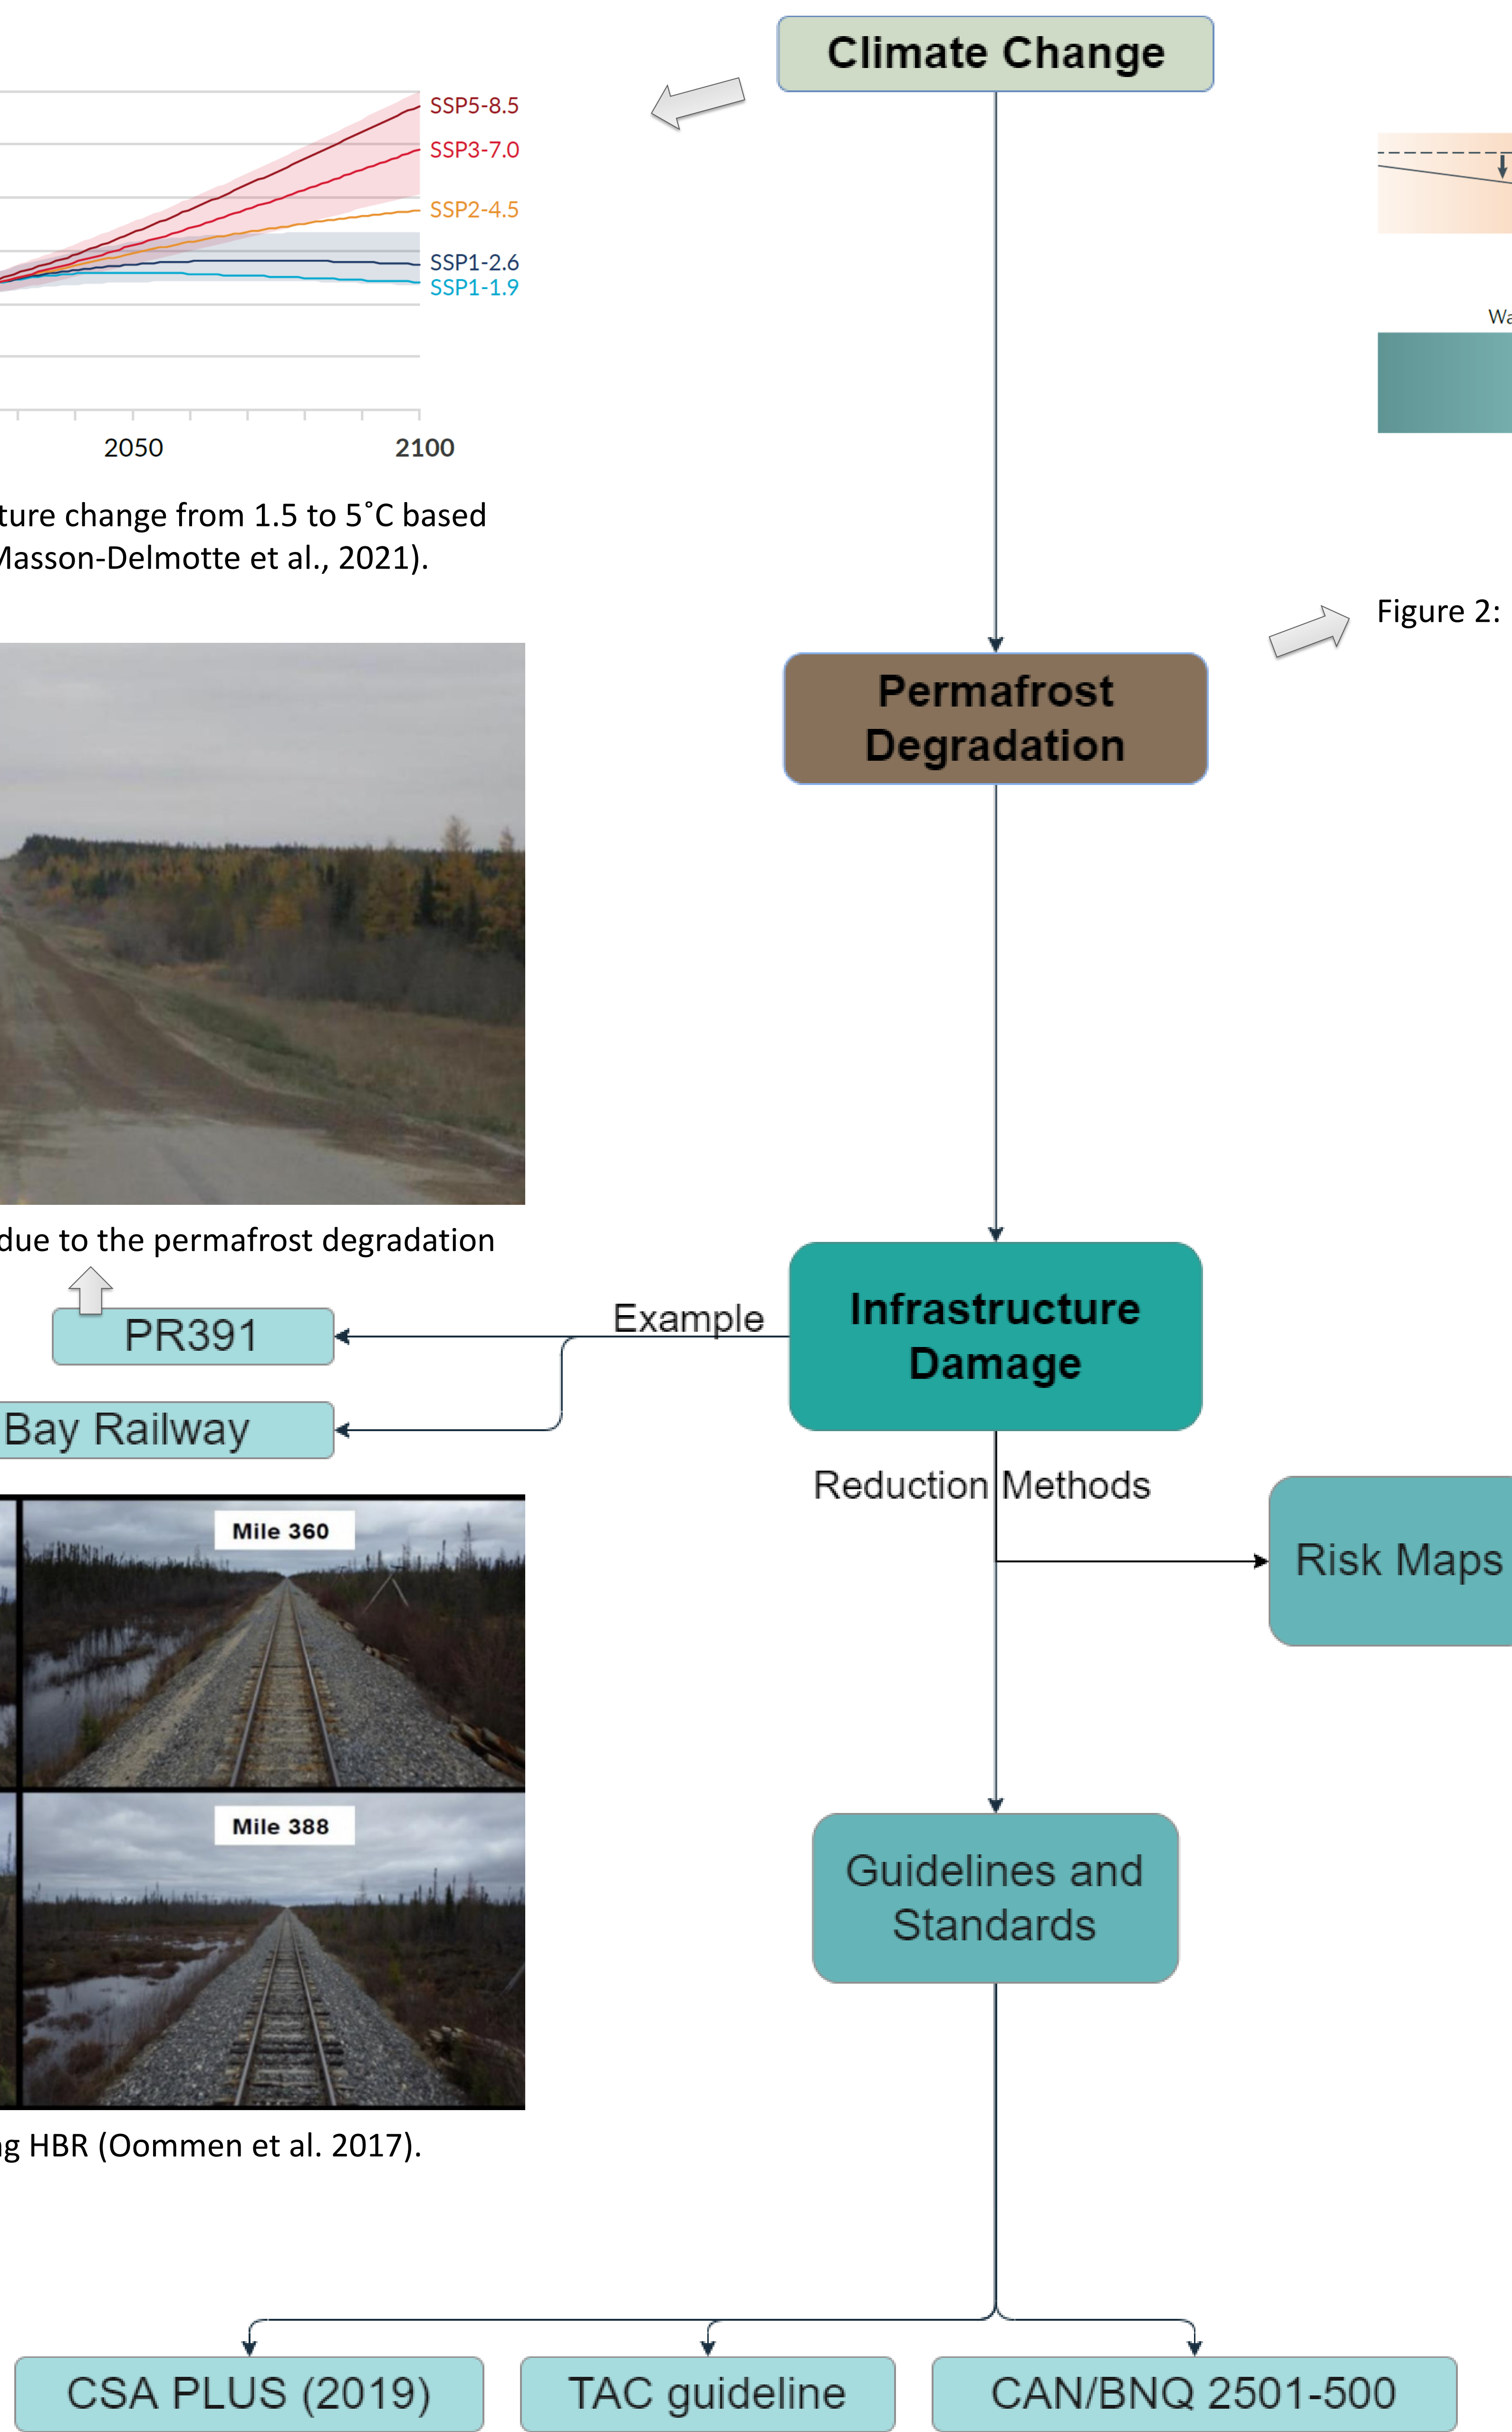 Climate Change
SSP5-8.5
SSP3-7.0
SSP2-4.5
SSP1-2.6
SSP1-1.9
2050
2100
ture change from 1.5 to 5˚C based
Masson-Delmotte et al., 2021).
Wa
Figure 2:
Permafrost
Degradation
due to the permafrost degradation
PR391
Bay Railway
Example
Infrastructure
Damage
Reduction Methods
Risk Maps
Mile 360
Mile 388
ng HBR (Oommen et al. 2017).
Guidelines and
Standards
CSA PLUS (2019)
TAC guideline
CAN/BNQ 2501-500